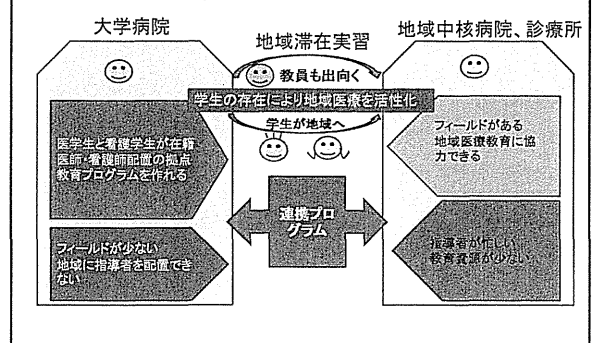 大学病院
地域滞在実習
地域中核病院、診療所
教員も出向く
学生の存在により地域医療を活性化
学生が地域へ
医学生と看護学生が在籍
医師・看護師配置の拠点
教育プログラムを作れる
フィールドがある
地域医療教育に協
力できる
連携プロ
グラム
フィールドが少ない
地域に指導者を配置でき
ない
指導者が忙しい
教育資源が少ない